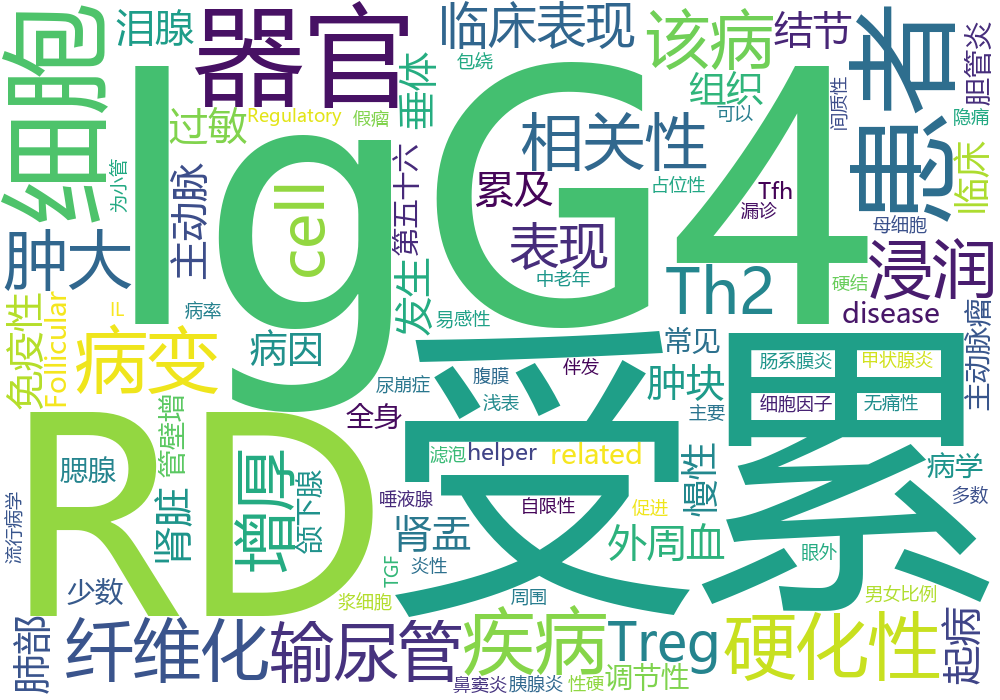 泪腺
器官
临床表现
包绕
该病
结节
患者
胆管炎
细胞
过敏
Regulatory
假瘤
垂体
相关性
组织
可以
间质性
隐痛
IgG4
为小管
主动脉
cell
第五十六
累及
占位性
Tfh
漏诊
临床
母细胞
肿大
表现
中老年
Th2
浸润
硬结
disease
免疫性
Follicular
IL
病率
发生
易感性
病变
病因
受累
常见
主动脉瘤
伴发
肠系膜炎
甲状腺炎
尿崩症
腹膜
浅表
肿块
主要
细胞因子
无痛性
RD
管壁增
全身
腮腺
增厚
颌下腺
滤泡
helper
related
慢性
病学
多数
流行病学
肾脏
唾液腺
自限性
促进
肾盂
外周血
眼外
少数
TGF
炎性
浆细胞
周围
男女比例
肺部
纤维化
输尿管
疾病
Treg
硬化性
起病
鼻窦炎
胰腺炎
性硬
调节性